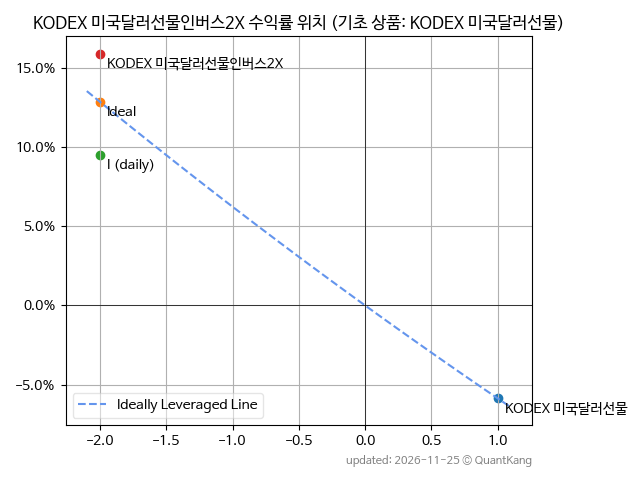 KODEX 미국달러선물인버스2X 수익률 위치 (기초 상품: KODEX 미국달러선물)
15.0%
10.0%
5.0%
0.0%
−5.0%
KODEX 미국달러선물인버스2X
Ideal
I (daily)
KODEX 미국달러선물
Ideally Leveraged Line
−2.0 −1.5 −1.0 −0.5 0.0 0.5 1.0
updated: 2026-11-25 © QuantKang